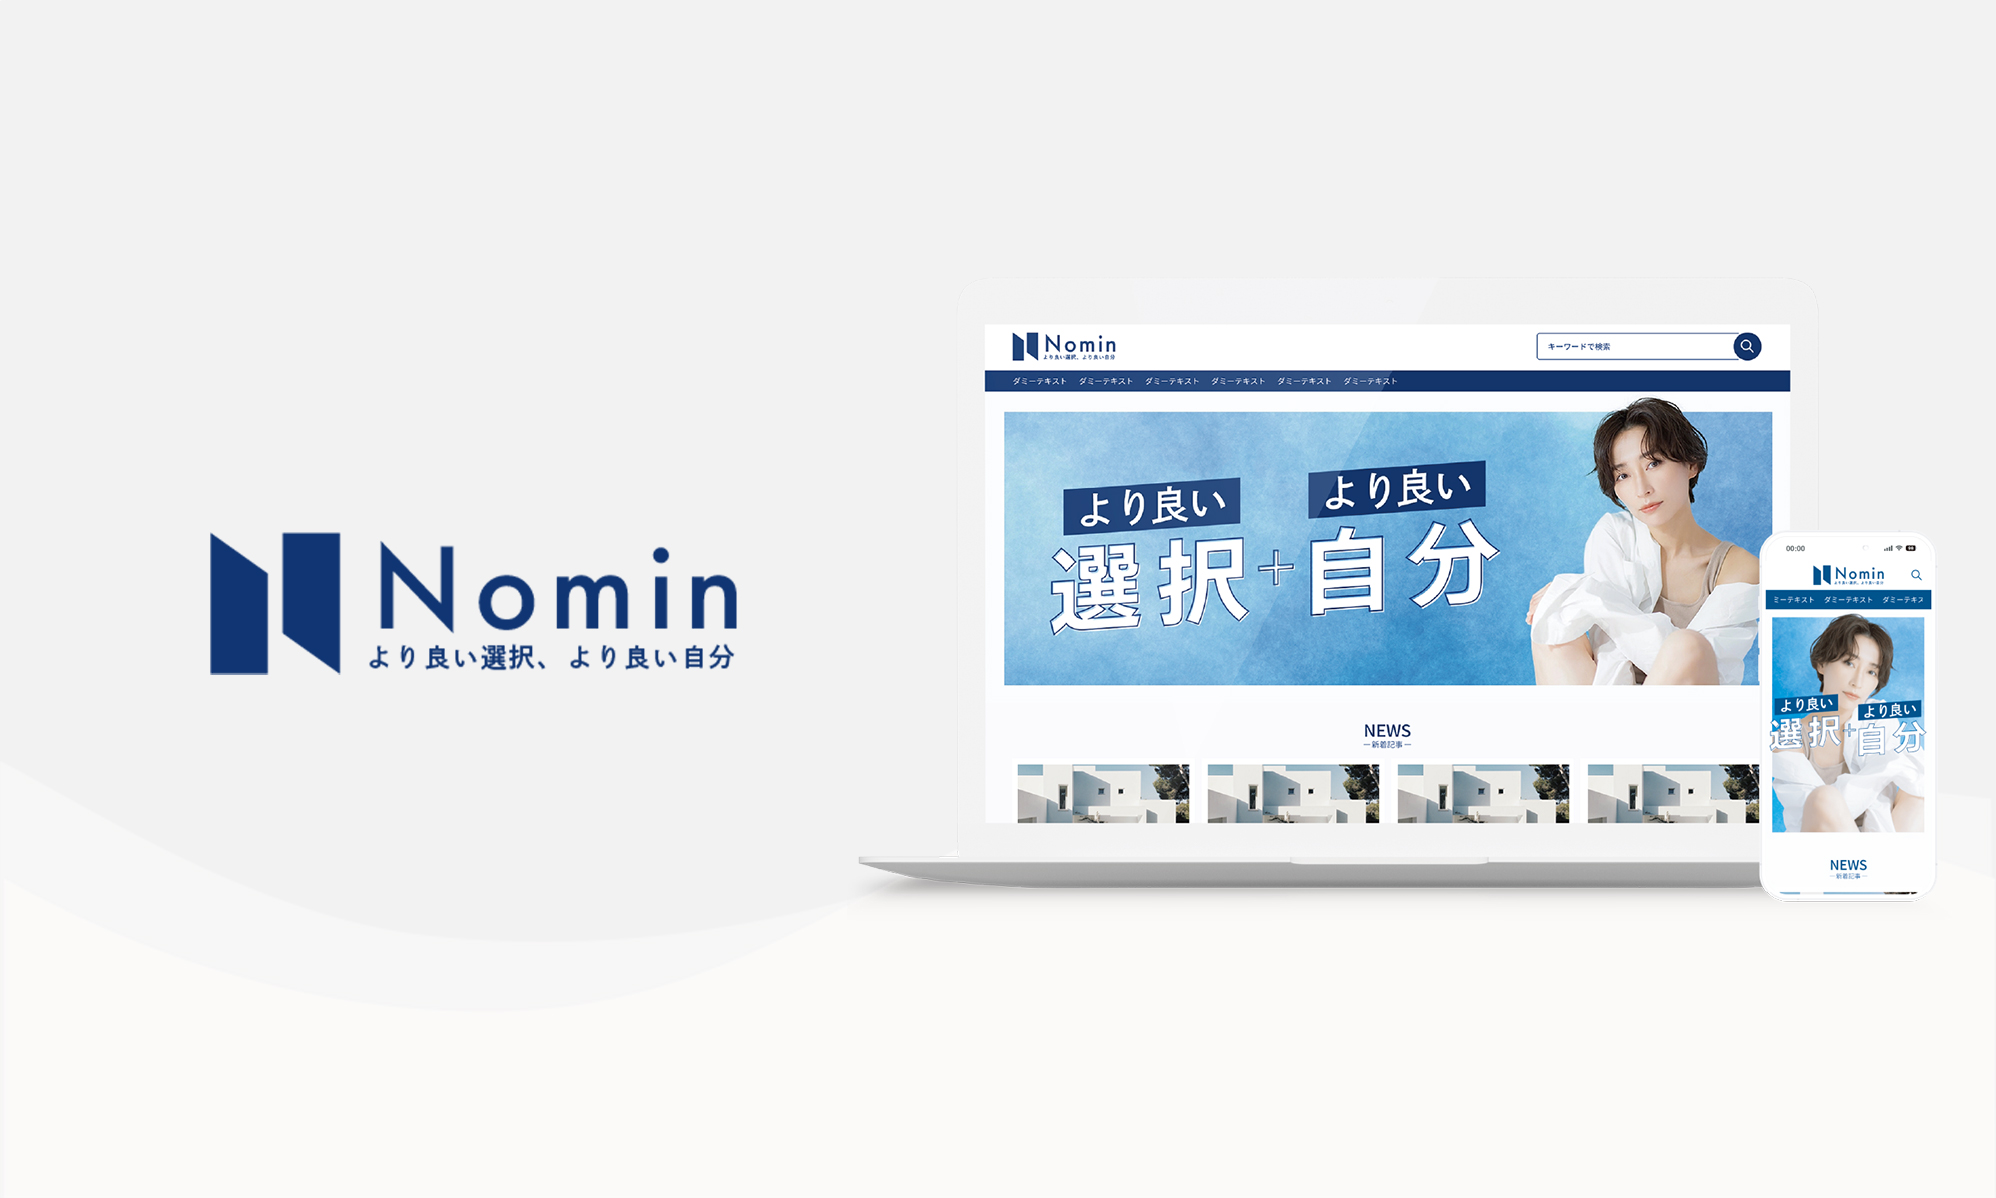 Nomin
より良い選択、より良い自分
Nomin
より良い選択、より良い自分
キーワードで検索
ダミーテキスト ダミーテキスト ダミーテキスト ダミーテキスト ダミーテキスト ダミーテキスト
より良い より良い
選択+自分
NEWS
ー 新着記事 ー
00:00
Nomin
より良い選択、より良い自分
ミーテキスト ダミーテキスト ダミーテキス
より良い より良い
選択+自分
NEWS
ー 新着記事 ー